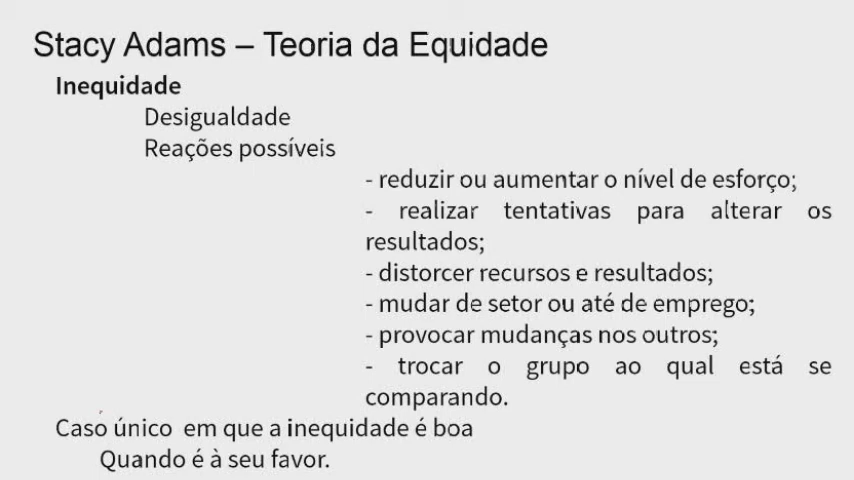 Stacy Adams – Teoria da Equidade
Inequidade
Desigualdade
Reações possíveis
- reduzir ou aumentar o nível de esforço;
- realizar tentativas para alterar os
resultados;
- distorcer recursos e resultados;
- mudar de setor ou até de emprego;
- provocar mudanças nos outros;
- trocar o grupo ao qual está se
comparando.
Caso único em que a inequidade é boa
Quando é à seu favor.